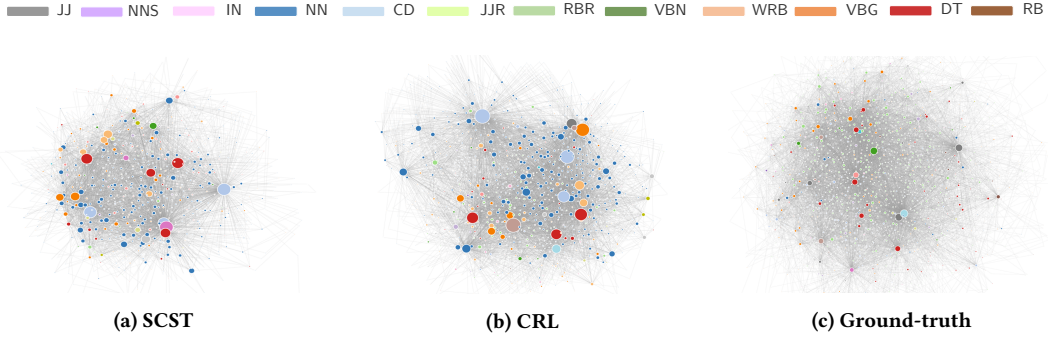 JJ NNS IN NN CD JJR RBR VBN WRB VBG DT RB
(a) SCST (b) CRL (c) Ground-truth